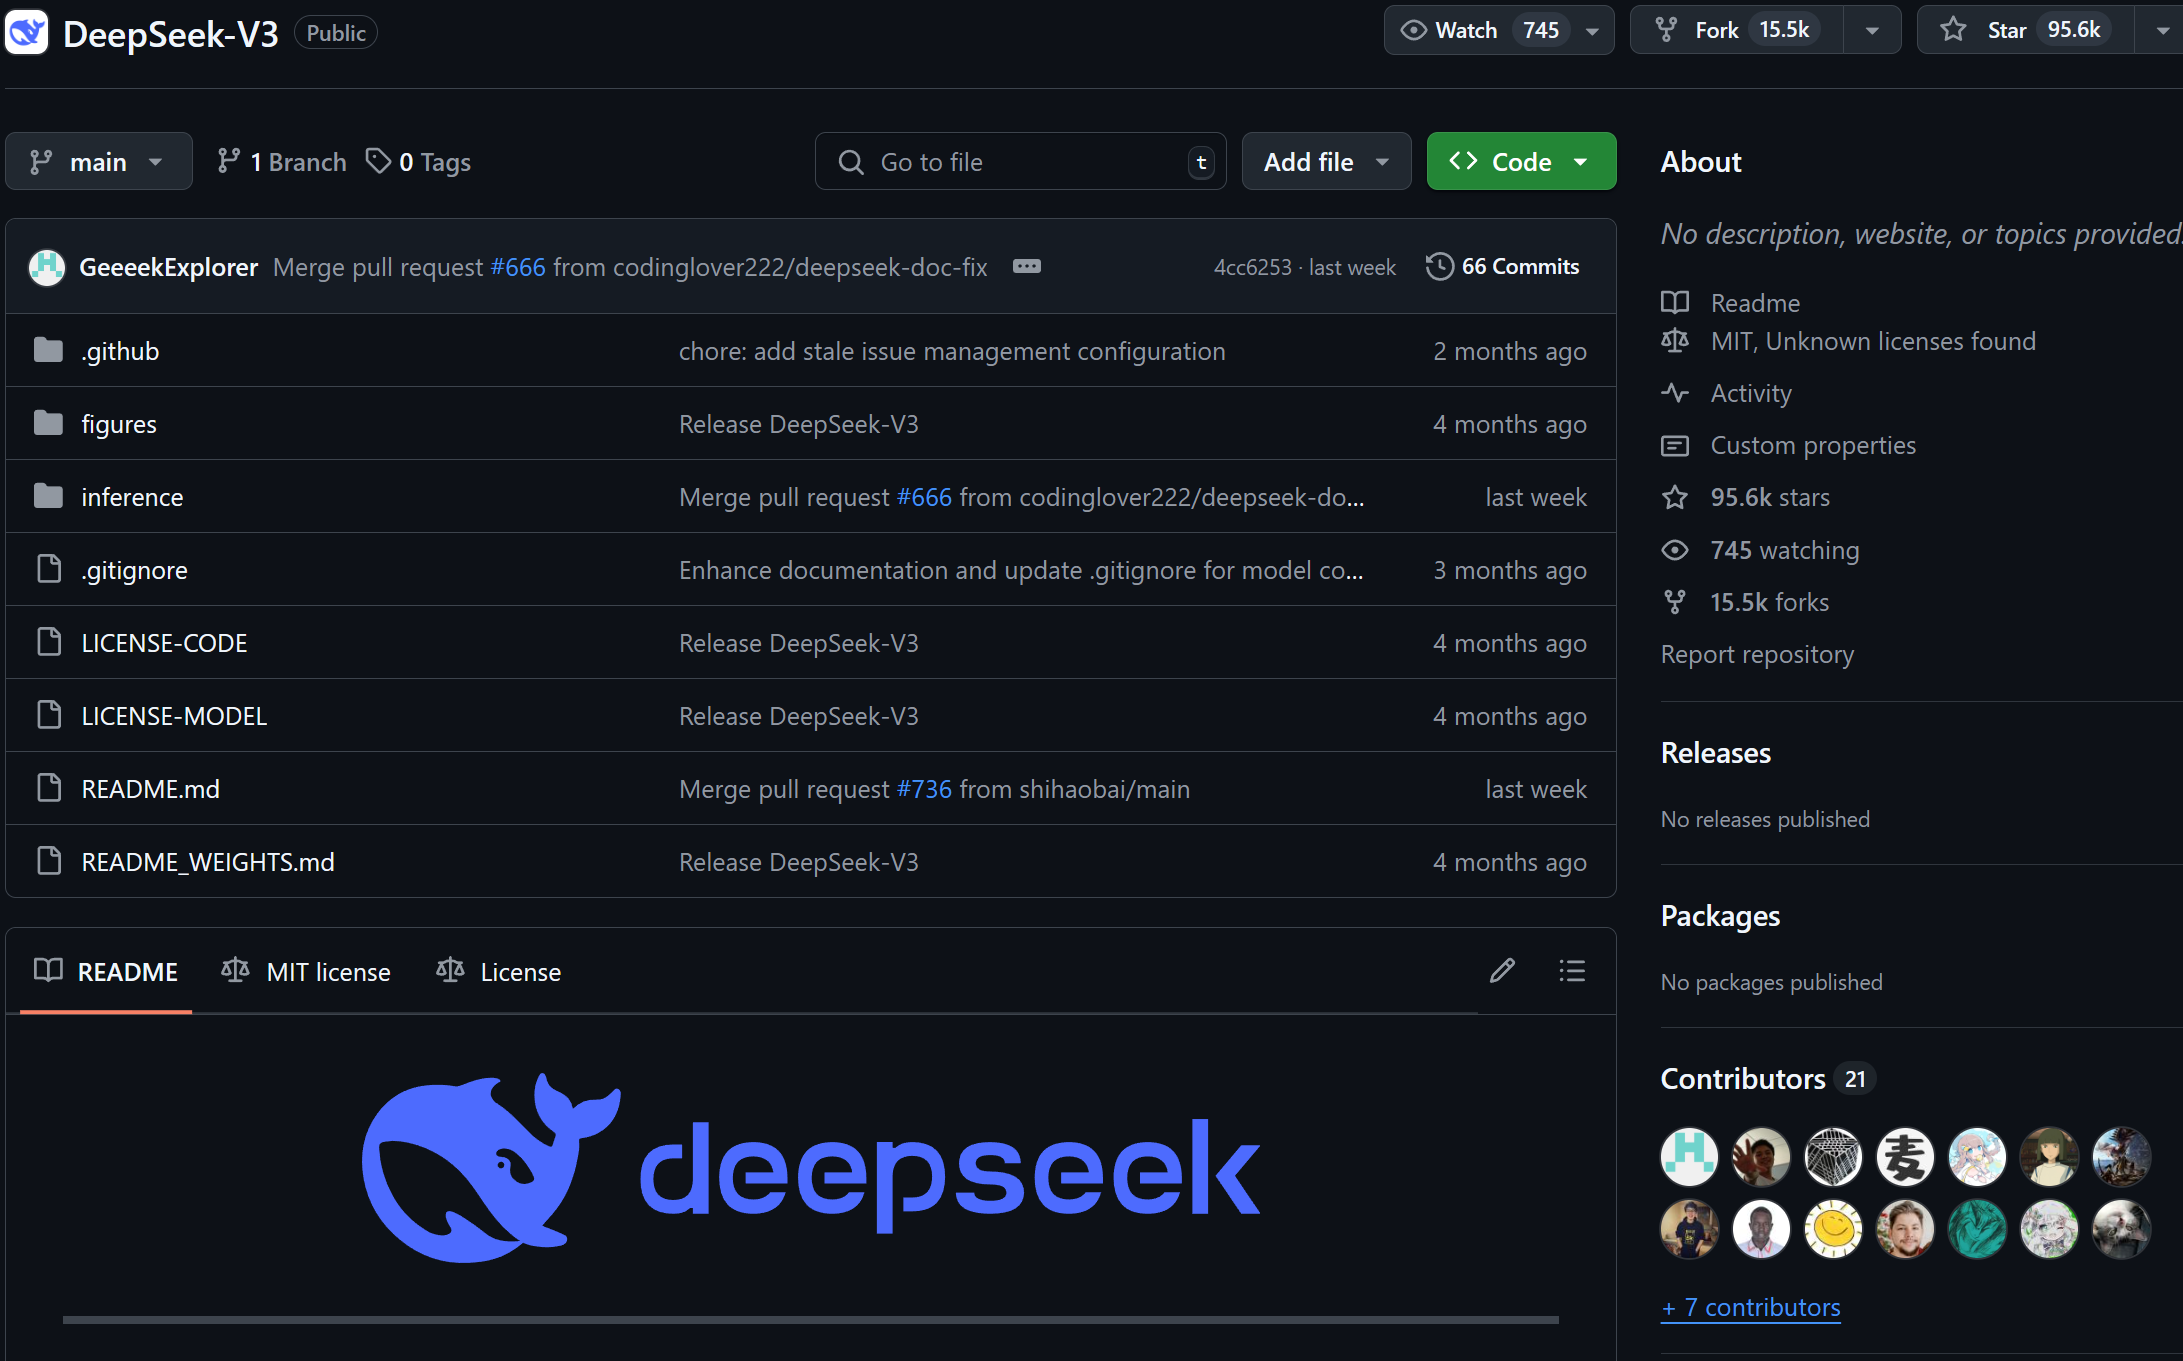 DeepSeek-V3 Public Watch 745 Fork 15.5k Star 95.6k
main 1 Branch 0 Tags Go to file t Add file Code
GeeeekExplorer Merge pull request #666 from codinglover222/deepseek-doc-fix 4cc6253 · last week 66 Commits
.github chore: add stale issue management configuration 2 months ago
figures Release DeepSeek-V3 4 months ago
inference Merge pull request #666 from codinglover222/deepseek-do... last week
.gitignore Enhance documentation and update .gitignore for model co... 3 months ago
LICENSE-CODE Release DeepSeek-V3 4 months ago
LICENSE-MODEL Release DeepSeek-V3 4 months ago
README.md Merge pull request #736 from shihaobai/main last week
README_WEIGHTS.md Release DeepSeek-V3 4 months ago
README MIT license License
deepseek
About
No description, website, or topics provided.
Readme
MIT, Unknown licenses found
Activity
Custom properties
95.6k stars
745 watching
15.5k forks
Report repository
Releases
No releases published
Packages
No packages published
Contributors 21
麦
+ 7 contributors